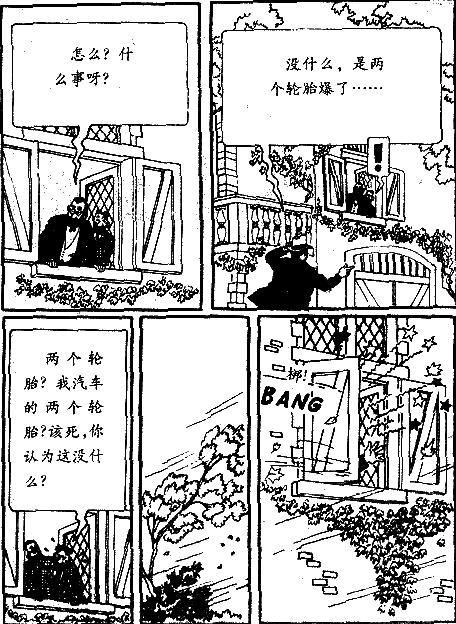 怎么？什
么事呀？
没什么，是两
个轮胎爆了……
!
两个轮
胎？我汽车
的两个轮
胎？该死，你
认为这没什
么？
梆！
BANG